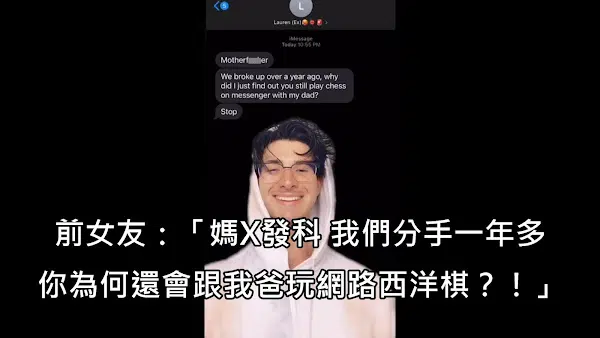 5
L
Lauren (Ex)
iMessage
Today 10:55 PM
Motherf
We broke up over a year ago, why
did I just find out you still play chess
on messenger with my dad?
Stop
前女友：「媽X發科 我們分手一年多
你為何還會跟我爸玩網路西洋棋？！」